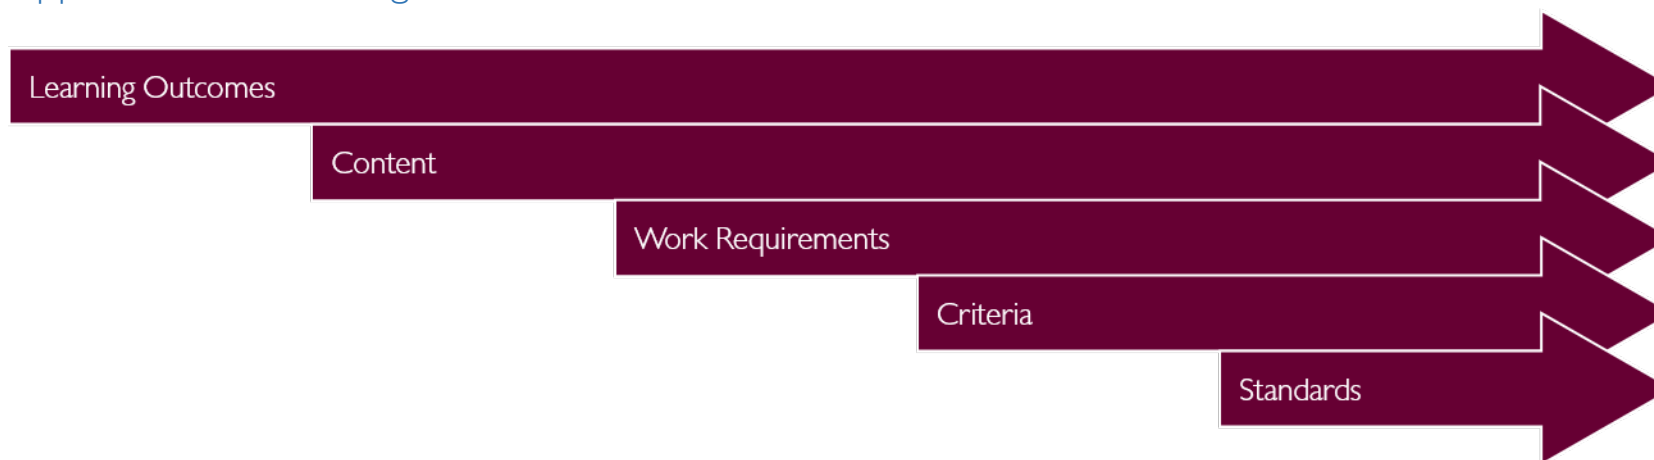 Learning Outcomes
Content
Work Requirements
Criteria
Standards